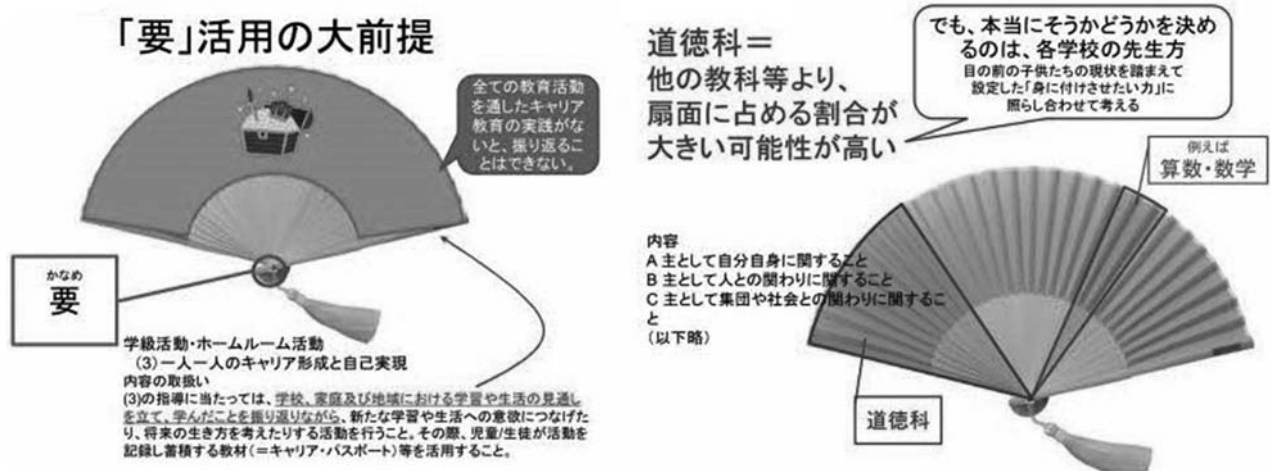 「要」活用の大前提
全ての教育活動
を通したキャリア
教育の実践がな
いと、振り返るこ
とはできない。
かなめ
要
学級活動・ホームルーム活動
(3)一人一人のキャリア形成と自己実現
内容の取扱い
(3)の指導に当たっては、学校、家庭及び地域における学習や生活の見通し
を立て、学んだことを振り返りながら、新たな学習や生活への意欲につなげた
り、将来の生き方を考えたりする活動を行うこと。その際、児童/生徒が活動を
記録し蓄積する教材(=キャリア・パスポート)等を活用すること。
道徳科=
他の教科等より、
扇面に占める割合が
大きい可能性が高い
でも、本当にそうかどうかを決め
るのは、各学校の先生方
目の前の子供たちの現状を踏まえて
設定した「身に付けさせたい力」に
照らし合わせて考える
例えば
算数・数学
内容
A 主として自分自身に関すること
B 主として人との関わりに関すること
C 主として集団や社会との関わりに関するこ
と
(以下略)
道徳科